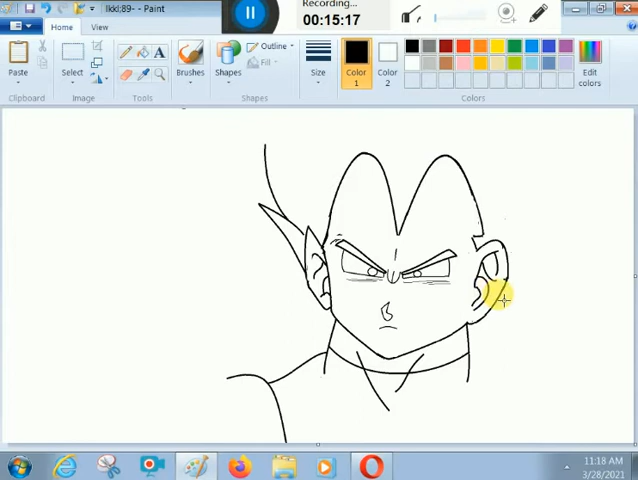 Recording...
00:15:17
lkkl;89- - Paint
Home
View
Paste
Select
Brushes
Shapes
Outline
Fill
Size
Color
1
Color
2
Edit
colors
Clipboard
Image
Tools
Shapes
Colors
11:18 AM
3/28/2021